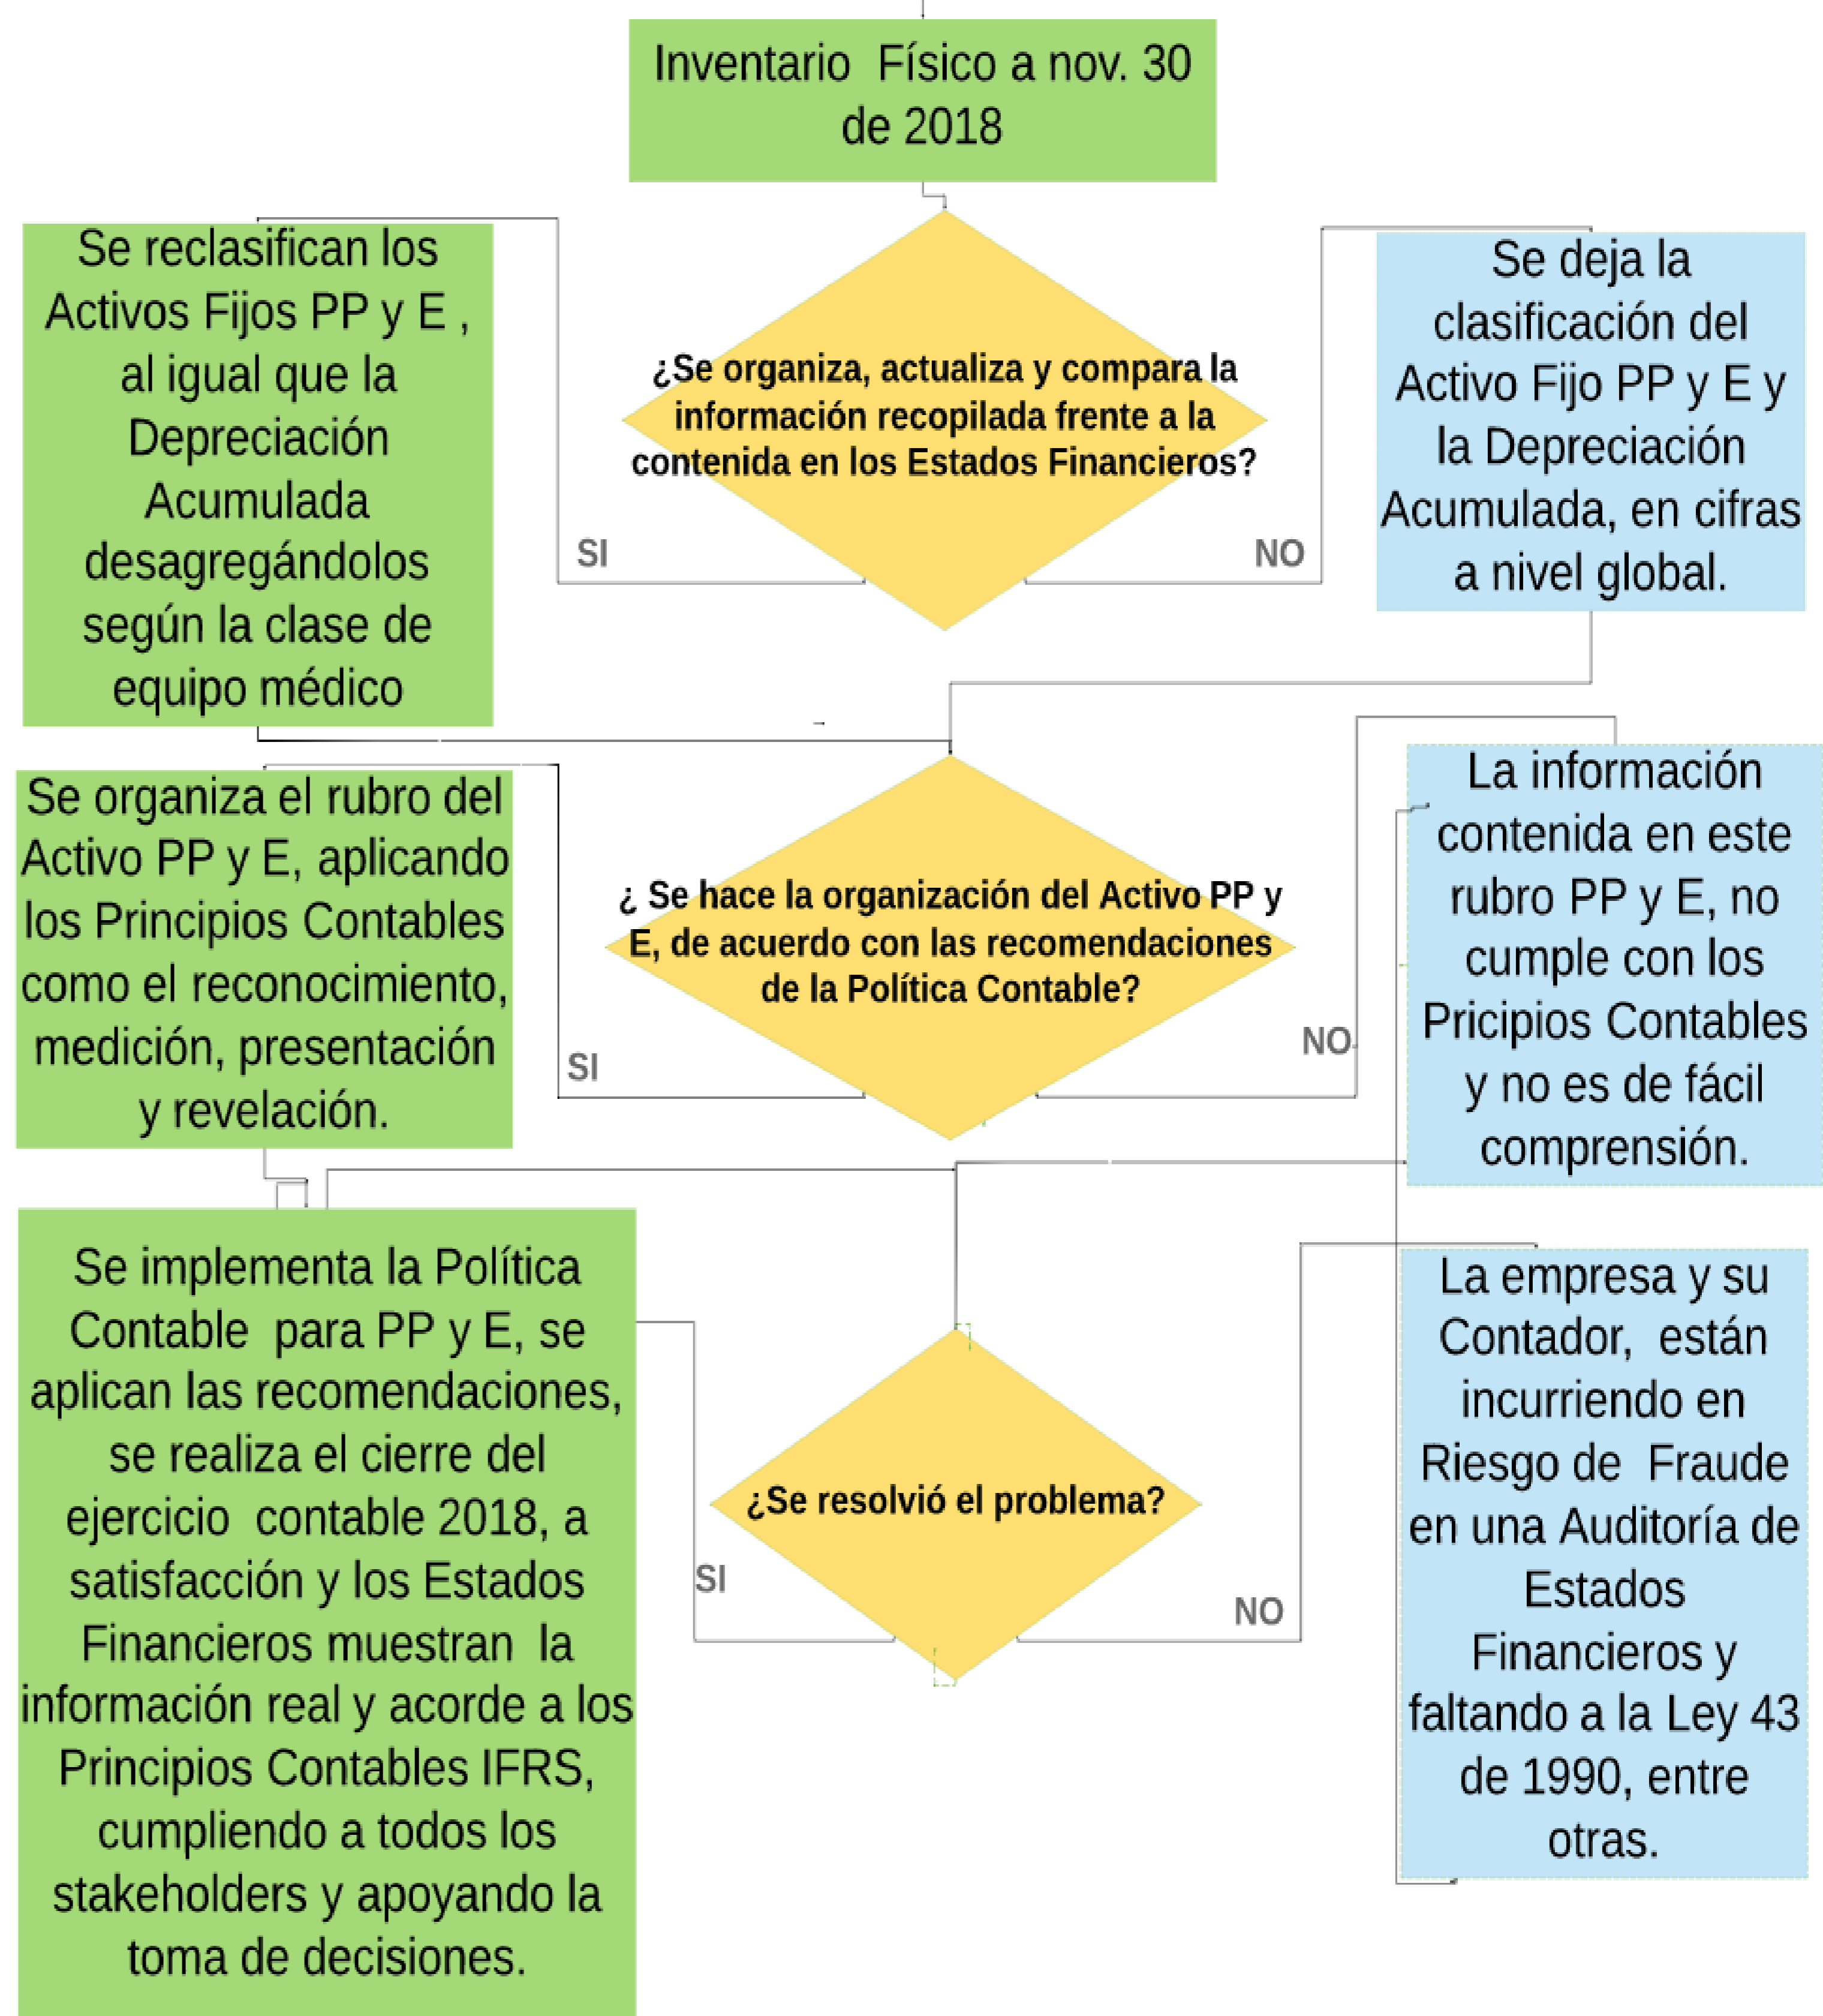 Inventario Físico a nov. 30
de 2018
Se reclasifican los
Activos Fijos PP y E ,
al igual que la
Depreciación
Acumulada
desagregándolos
según la clase de
equipo médico
¿Se organiza, actualiza y compara la
información recopilada frente a la
contenida en los Estados Financieros?
SI
NO
Se deja la
clasificación del
Activo Fijo PP y E y
la Depreciación
Acumulada, en cifras
a nivel global.
Se organiza el rubro del
Activo PP y E, aplicando
los Principios Contables
como el reconocimiento,
medición, presentación
y revelación.
¿ Se hace la organización del Activo PP y
E, de acuerdo con las recomendaciones
de la Política Contable?
SI
NO
La información
contenida en este
rubro PP y E, no
cumple con los
Pricipios Contables
y no es de fácil
comprensión.
Se implementa la Política
Contable para PP y E, se
aplican las recomendaciones,
se realiza el cierre del
ejercicio contable 2018, a
satisfacción y los Estados
Financieros muestran la
información real y acorde a los
Principios Contables IFRS,
cumpliendo a todos los
stakeholders y apoyando la
toma de decisiones.
¿Se resolvió el problema?
SI
NO
La empresa y su
Contador, están
incurriendo en
Riesgo de Fraude
en una Auditoría de
Estados
Financieros y
faltando a la Ley 43
de 1990, entre
otras.